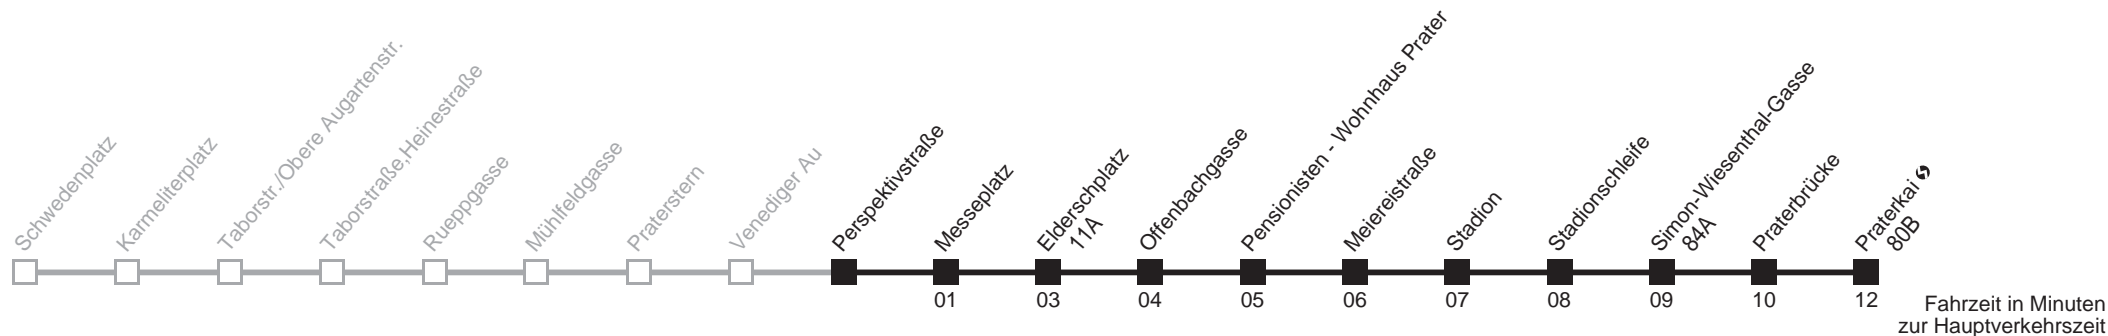 Schwedenplatz
Karmeliterplatz
Taborstr./Obere Augartenstr.
Taborstraße,Heinestraße
Rueppgasse
Mühlfeldgasse
Praterstern
Venediger Au
Perspektivstraße
Messeplatz
Elderschplatz
11A
Offenbachgasse
Pensionisten - Wohnhaus Prater
Meiereistraße
Stadion
Stadionschleife
Simon-Wiesenthal-Gasse
84A
Praterbrücke
Praterkai
80B
01 03 04 05 06 07 08 09 10 12
Fahrzeit in Minuten
zur Hauptverkehrszeit